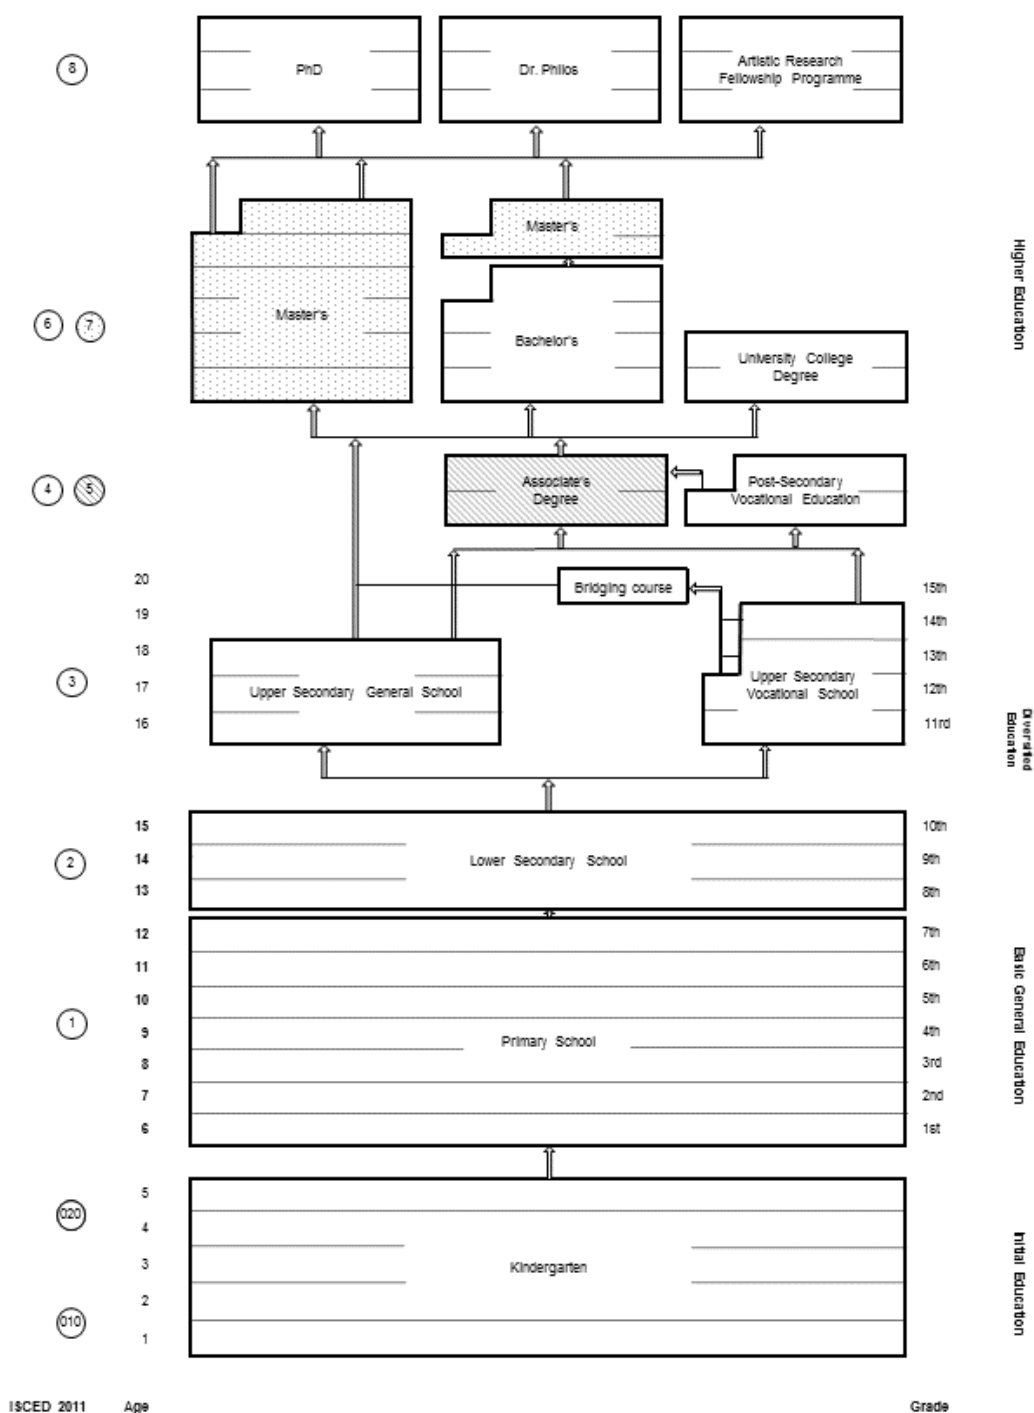 8
PhD
Dr. Philos
Artistic Research
Fellowship Programme
Higher Education
Master's
6
7
Master's
Bachelor's
University College
Degree
4
5
Associate's
Degree
Post-Secondary
Vocational Education
20
Bridging course
15th
19
14th
18
13th
3
17
Upper Secondary General School
Upper Secondary
Vocational School
12th
16
11rd
Diversified
Education
15
10th
2
14
Lower Secondary School
9th
13
8th
12
7th
11
6th
10
5th
Basic General Education
1
9
Primary School
4th
8
3rd
7
2nd
6
1st
5
020
4
3
Kindergarten
Initial Education
2
010
1
ISCED 2011
Age
Grade